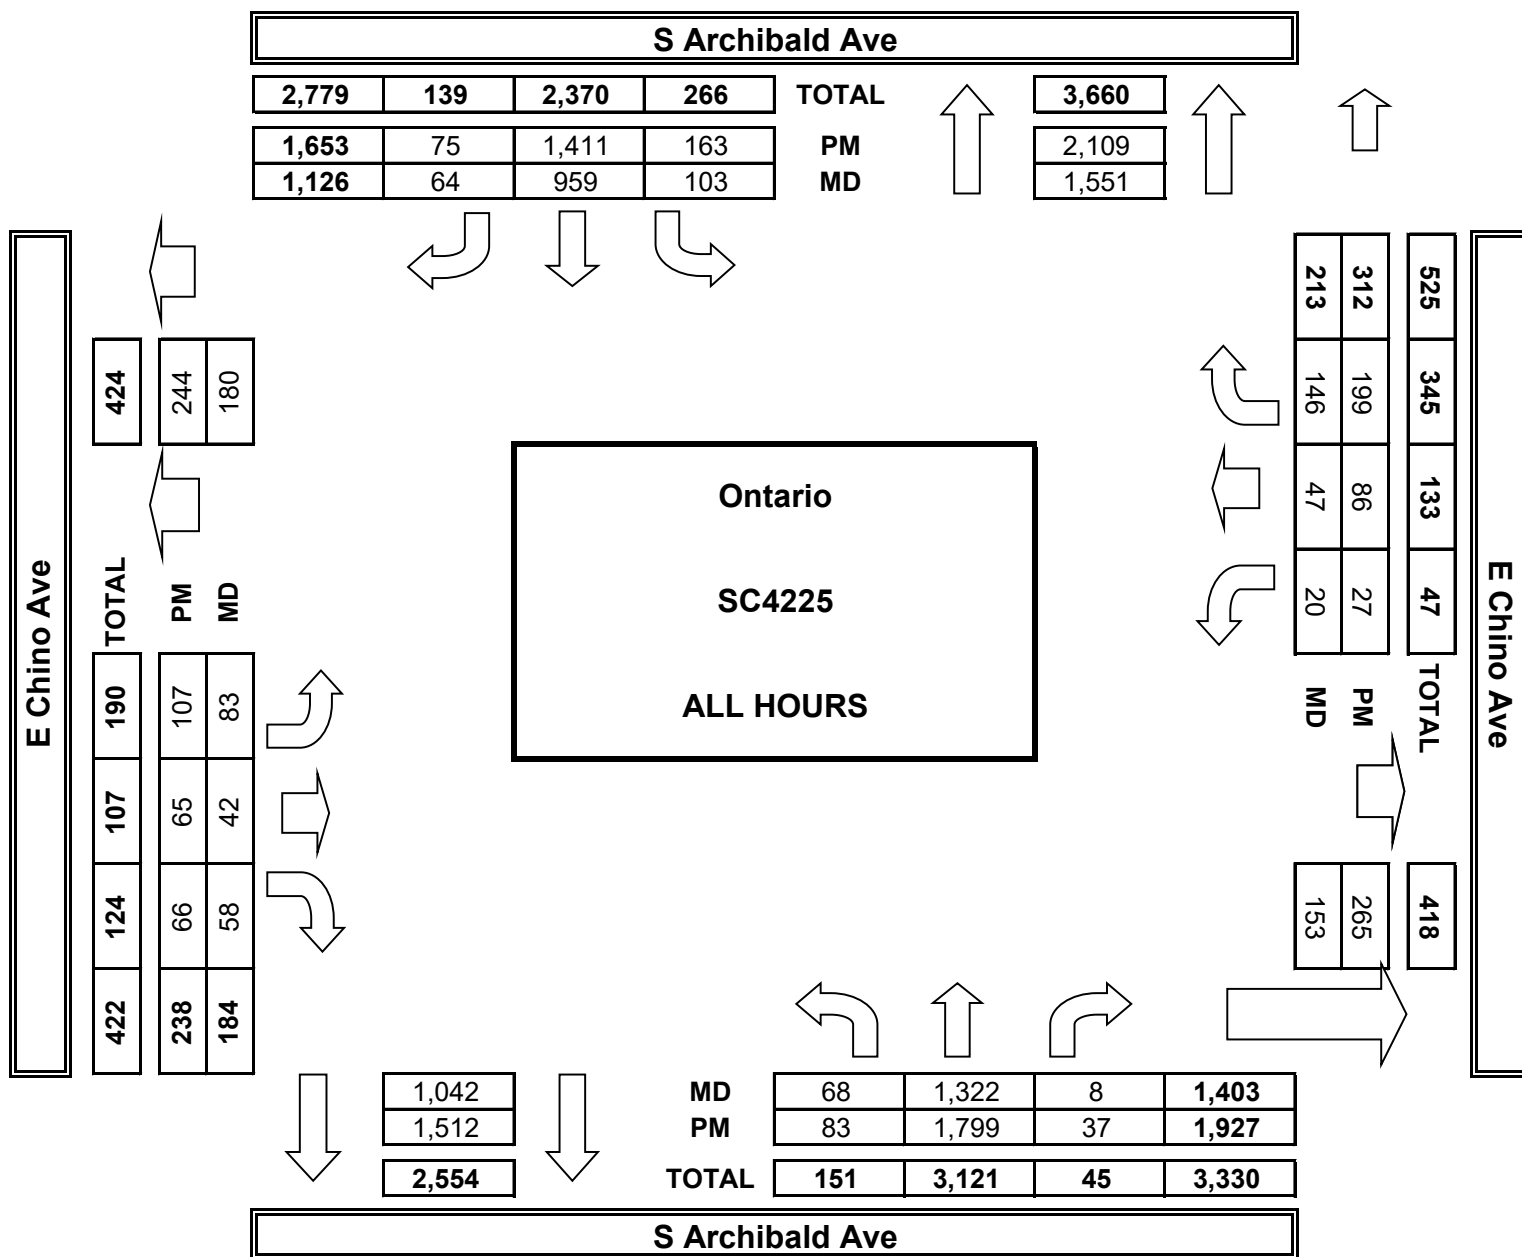 S Archibald Ave
2,779 139 2,370 266 TOTAL 3,660
1,653 75 1,411 163 PM 2,109
1,126 64 959 103 MD 1,551
E Chino Ave
424 244 180
TOTAL PM MD
190 107 83
107 65 42
124 66 58
422 238 184
Ontario
SC4225
ALL HOURS
213 312 525
146 199 345
47 86 133
20 27 47
MD PM TOTAL
153 265 418
E Chino Ave
1,042 MD 68 1,322 8 1,403
1,512 PM 83 1,799 37 1,927
2,554 TOTAL 151 3,121 45 3,330
S Archibald Ave